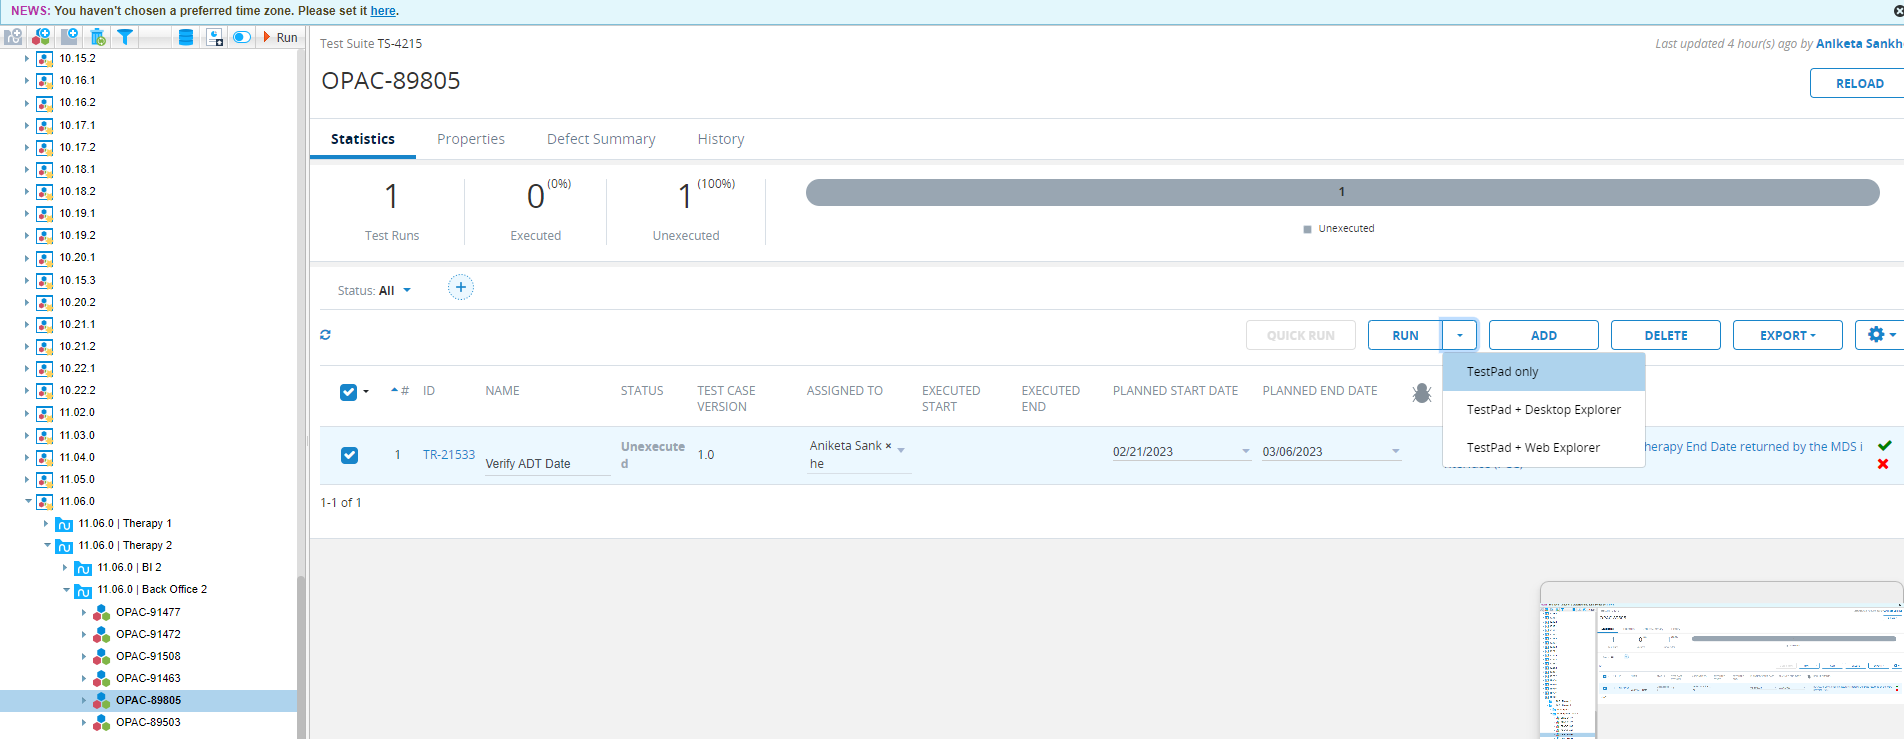 NEWS: You haven't chosen a preferred time zone. Please set it here.
Run
10.15.2
10.16.1
10.16.2
10.17.1
10.17.2
10.18.1
10.18.2
10.19.1
10.19.2
10.20.1
10.15.3
10.20.2
10.21.1
10.21.2
10.22.1
10.22.2
11.02.0
11.03.0
11.04.0
11.05.0
11.06.0
11.06.0 | Therapy 1
11.06.0 | Therapy 2
11.06.0 | BI 2
11.06.0 | Back Office 2
OPAC-91477
OPAC-91472
OPAC-91508
OPAC-91463
OPAC-89805
OPAC-89503
Test Suite TS-4215
Last updated 4 hour(s) ago by Aniketa Sankh
OPAC-89805
RELOAD
Statistics Properties Defect Summary History
1 0 (0%) 1 (100%) 1
Test Runs Executed Unexecuted
Unexecuted
Status: All
QUICK RUN RUN ADD DELETE EXPORT
TestPad only
TestPad + Desktop Explorer
TestPad + Web Explorer
# ID NAME STATUS TEST CASE VERSION ASSIGNED TO EXECUTED START EXECUTED END PLANNED START DATE PLANNED END DATE
1 TR-21533 Verify ADT Date Unexecuted 1.0 Aniketa Sank × he 02/21/2023 03/06/2023 herapy End Date returned by the MDS i
1-1 of 1